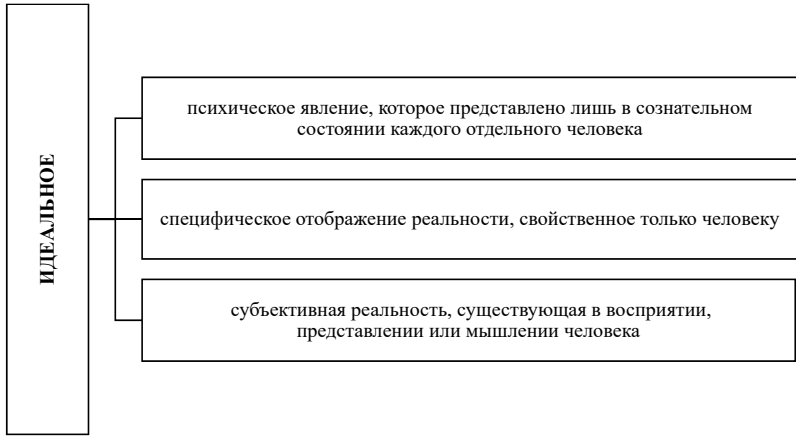 ИДЕАЛЬНОЕ
психическое явление, которое представлено лишь в сознательном
состоянии каждого отдельного человека
специфическое отображение реальности, свойственное только человеку
субъективная реальность, существующая в восприятии,
представлении или мышлении человека